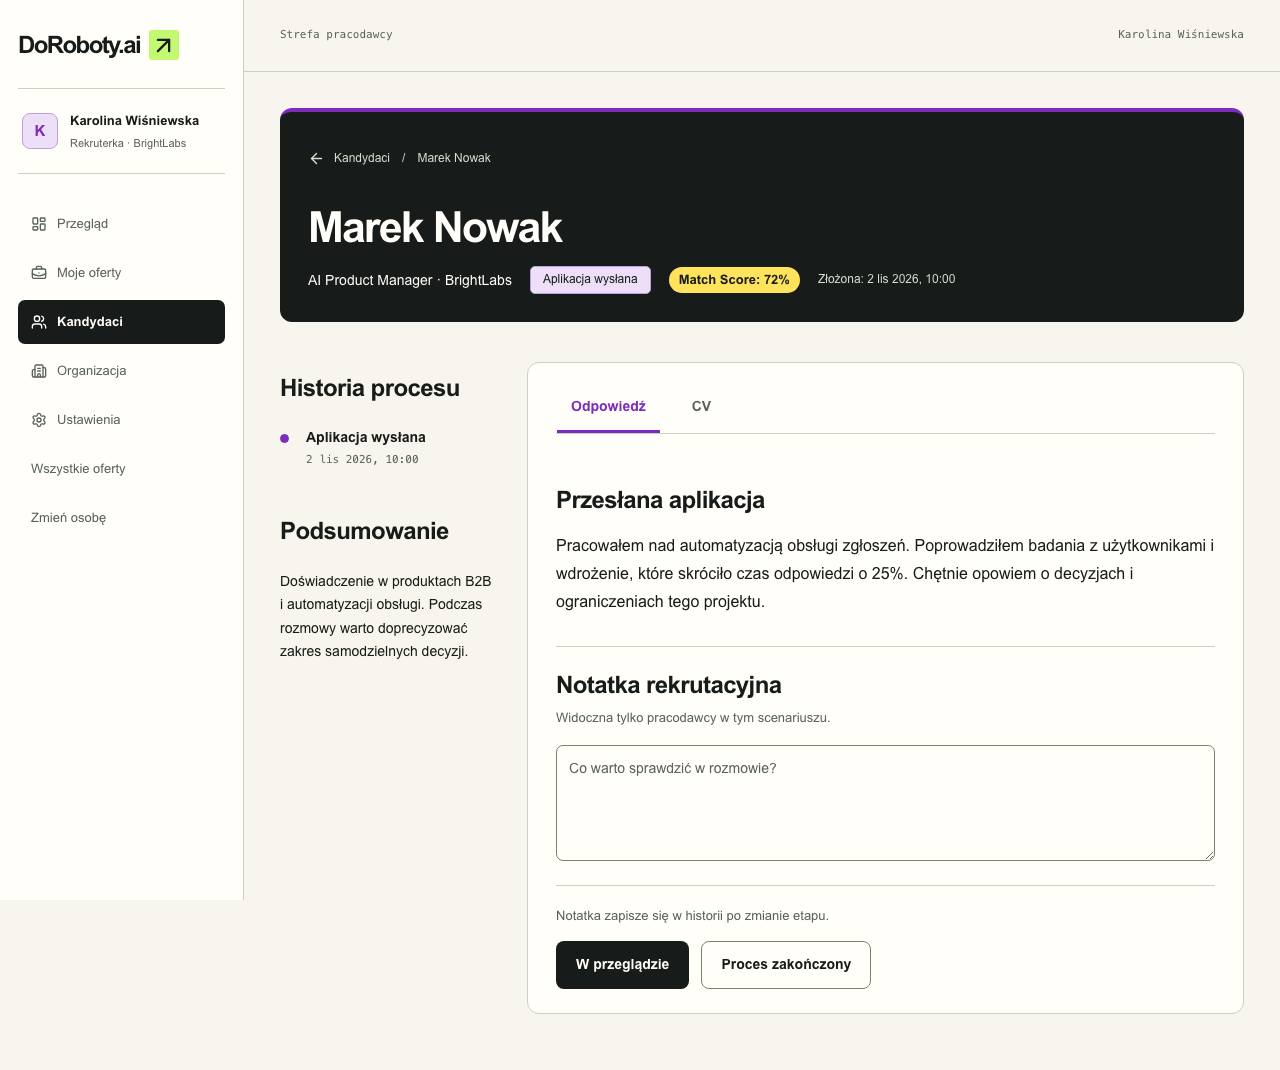 DoRoboty.ai
Karolina Wiśniewska
Rekruterka · BrightLabs
Przegląd
Moje oferty
Kandydaci
Organizacja
Ustawienia
Wszystkie oferty
Zmień osobę
Strefa pracodawcy
Karolina Wiśniewska
K
Kandydaci / Marek Nowak
Marek Nowak
AI Product Manager · BrightLabs
Aplikacja wysłana
Match Score: 72%
Złożona: 2 lis 2026, 10:00
Historia procesu
Aplikacja wysłana
2 lis 2026, 10:00
Podsumowanie
Doświadczenie w produktach B2B
i automatyzacji obsługi. Podczas
rozmowy warto doprecyzować
zakres samodzielnych decyzji.
Odpowiedź
CV
Przesłana aplikacja
Pracowałem nad automatyzacją obsługi zgłoszeń. Poprowadziłem badania z użytkownikami i
wdrożenie, które skróciło czas odpowiedzi o 25%. Chętnie opowiem o decyzjach i
ograniczeniach tego projektu.
Notatka rekrutacyjna
Widoczna tylko pracodawcy w tym scenariuszu.
Co warto sprawdzić w rozmowie?
Notatka zapisze się w historii po zmianie etapu.
W przeglądzie
Proces zakończony